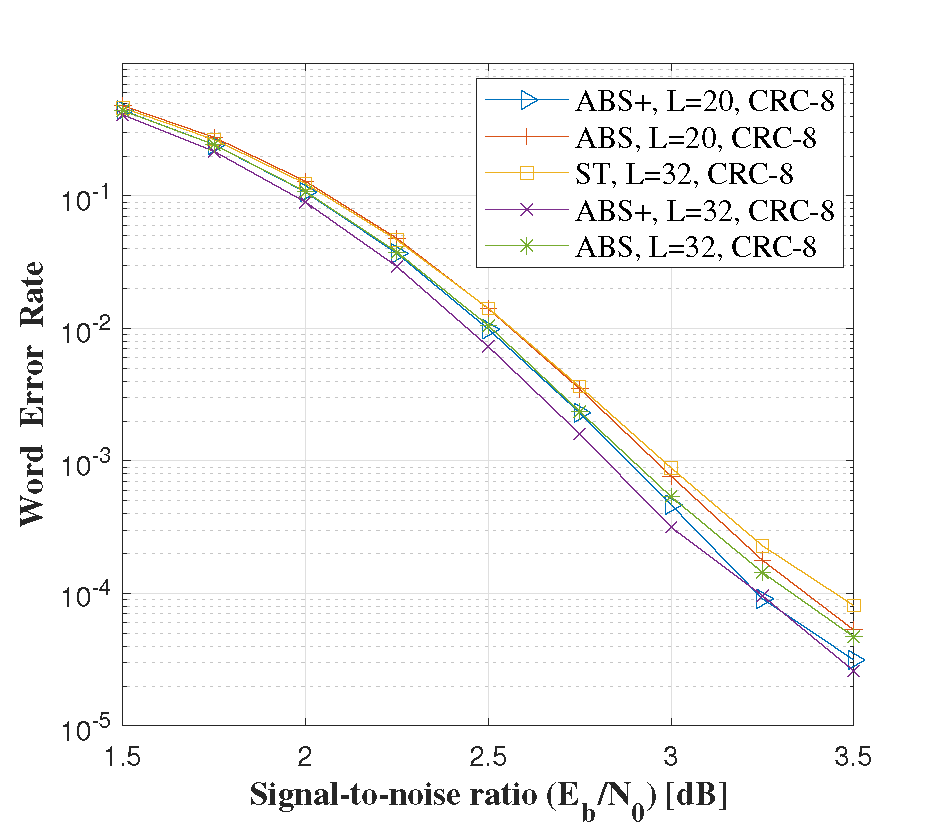 ABS+, L=20, CRC-8
ABS, L=20, CRC-8
ST, L=32, CRC-8
ABS+, L=32, CRC-8
ABS, L=32, CRC-8
Word Error Rate
10^-1
10^-2
10^-3
10^-4
10^-5
1.5 2 2.5 3 3.5
Signal-to-noise ratio (E_b/N_0) [dB]